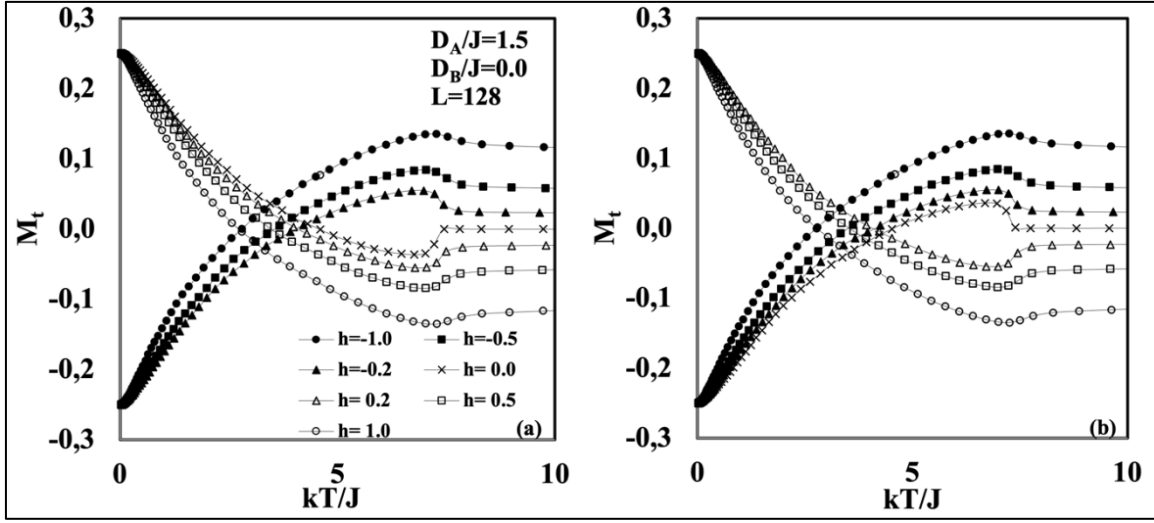 0,3
0,2
0,1
0,0
-0,1
-0,2
-0,3
M_t
D_A/J=1.5
D_B/J=0.0
L=128
h=-1.0
h=-0.5
h=-0.2
h= 0.0
h= 0.2
h= 0.5
h= 1.0
(a)
0
5
10
kT/J
0,3
0,2
0,1
0,0
-0,1
-0,2
-0,3
M_t
(b)
0
5
10
kT/J